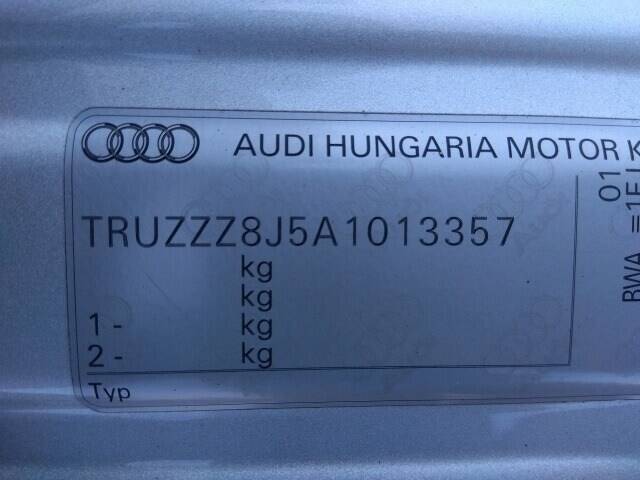 AUDI HUNGARIA MOTOR K
TRUZZZ8J5A1013357
kg
kg
1 - kg
2 - kg
Typ
01
BWA